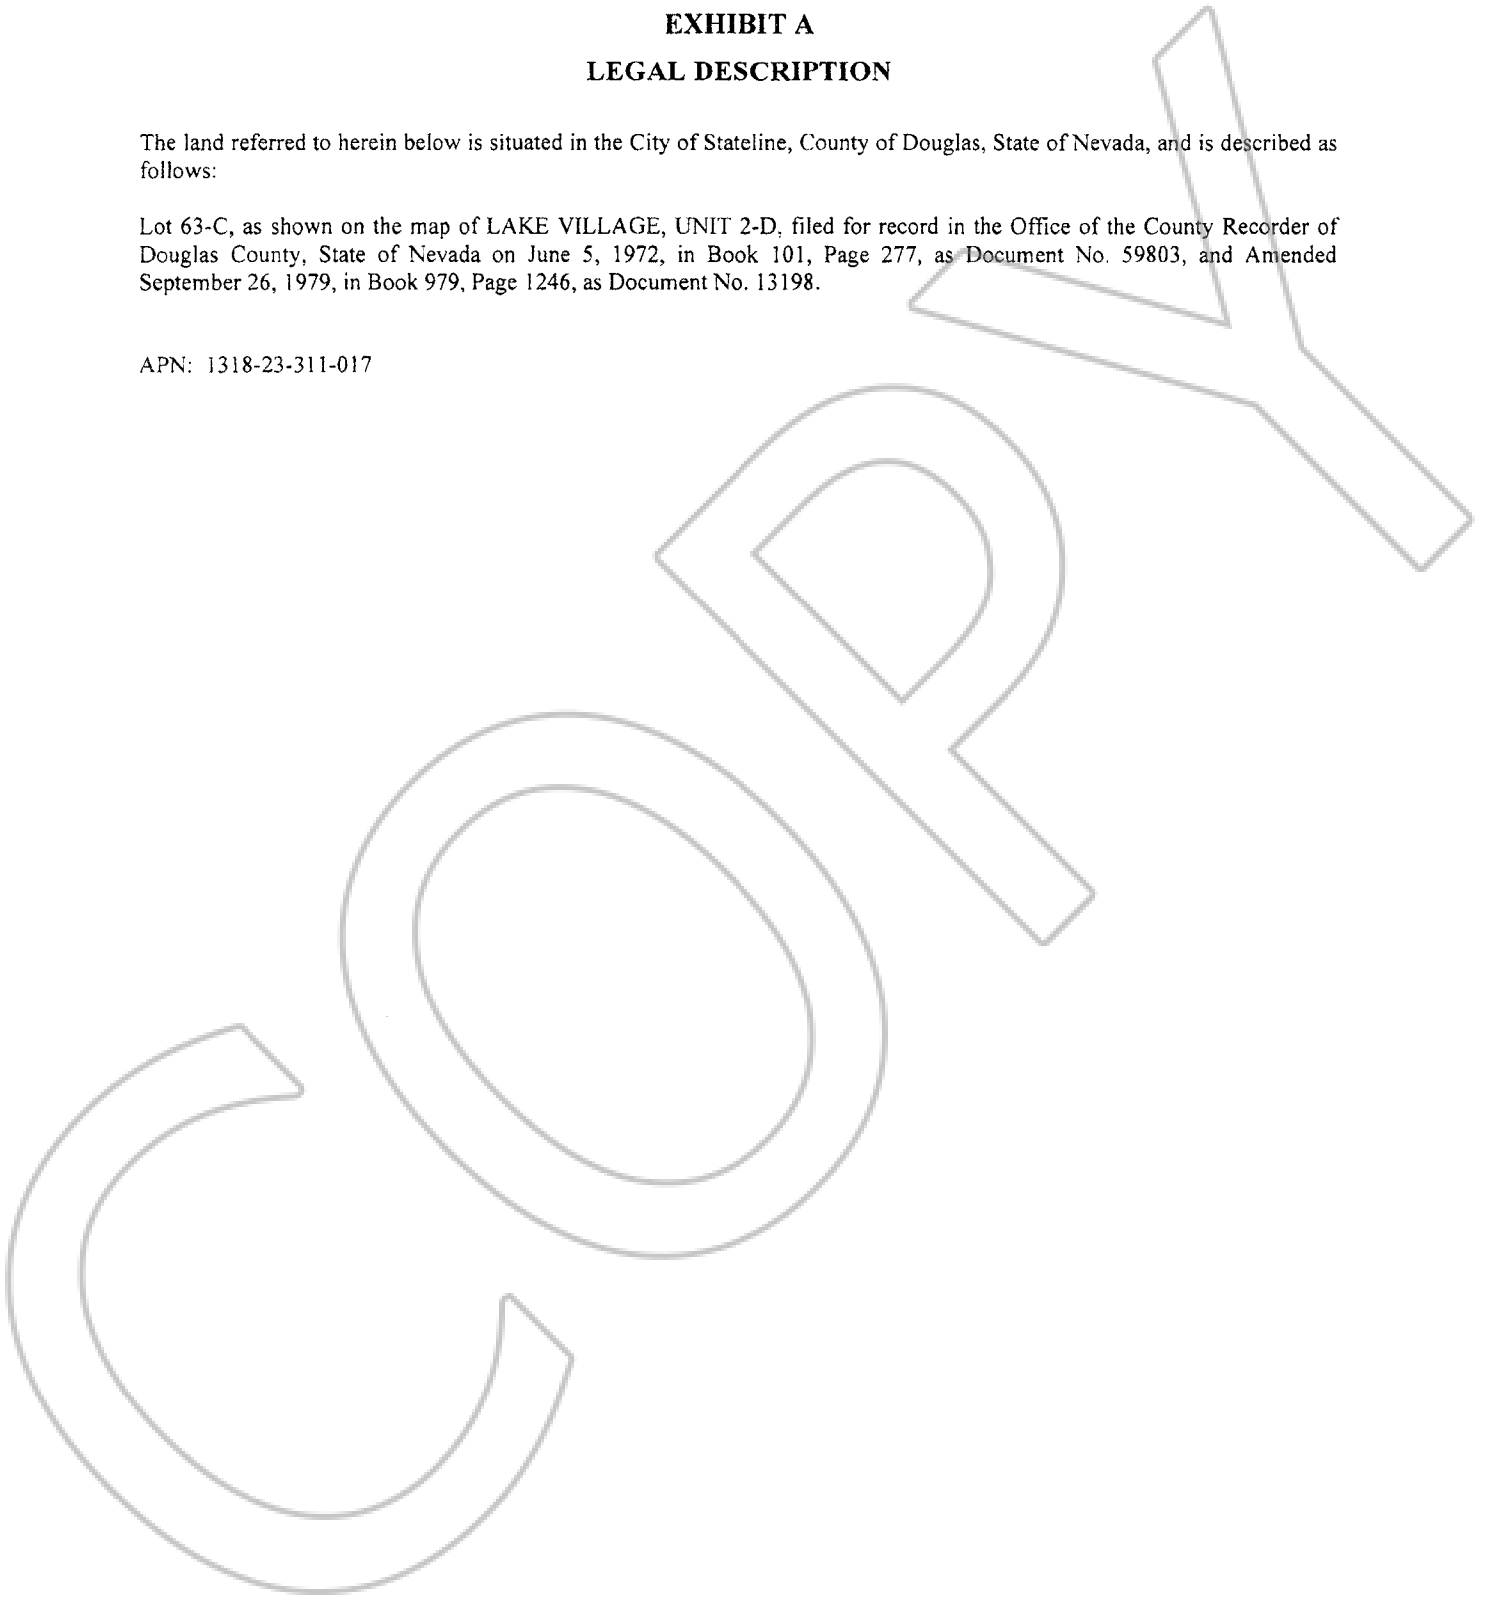 EXHIBIT A
LEGAL DESCRIPTION
The land referred to herein below is situated in the City of Stateline, County of Douglas, State of Nevada, and is described as
follows:
Lot 63-C, as shown on the map of LAKE VILLAGE, UNIT 2-D, filed for record in the Office of the County Recorder of
Douglas County, State of Nevada on June 5, 1972, in Book 101, Page 277, as Document No. 59803, and Amended
September 26, 1979, in Book 979, Page 1246, as Document No. 13198.
APN: 1318-23-311-017
COPY